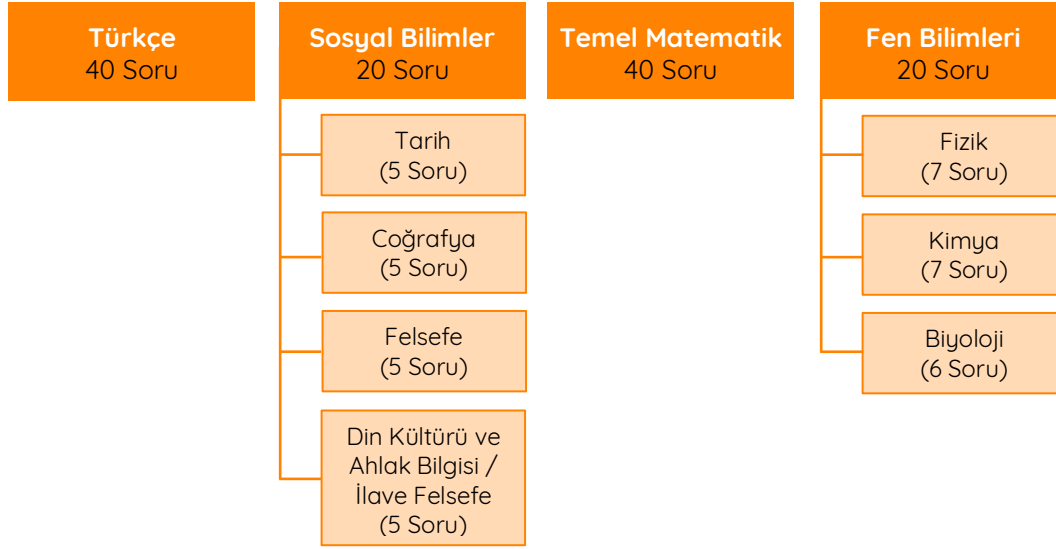 Türkçe
40 Soru
Sosyal Bilimler
20 Soru
Tarih
(5 Soru)
Coğrafya
(5 Soru)
Felsefe
(5 Soru)
Din Kültürü ve
Ahlak Bilgisi /
İlave Felsefe
(5 Soru)
Temel Matematik
40 Soru
Fen Bilimleri
20 Soru
Fizik
(7 Soru)
Kimya
(7 Soru)
Biyoloji
(6 Soru)